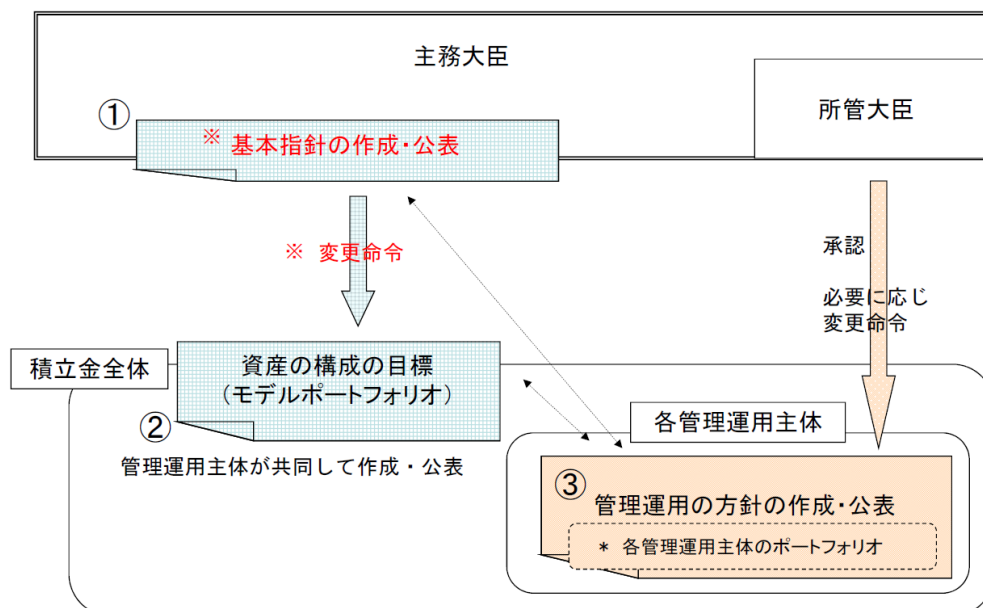 主務大臣
所管大臣
①
※ 基本指針の作成・公表
※ 変更命令
承認
必要に応じ
変更命令
積立金全体
資産の構成の目標
（モデルポートフォリオ）
②
管理運用主体が共同して作成・公表
各管理運用主体
③
管理運用の方針の作成・公表
* 各管理運用主体のポートフォリオ